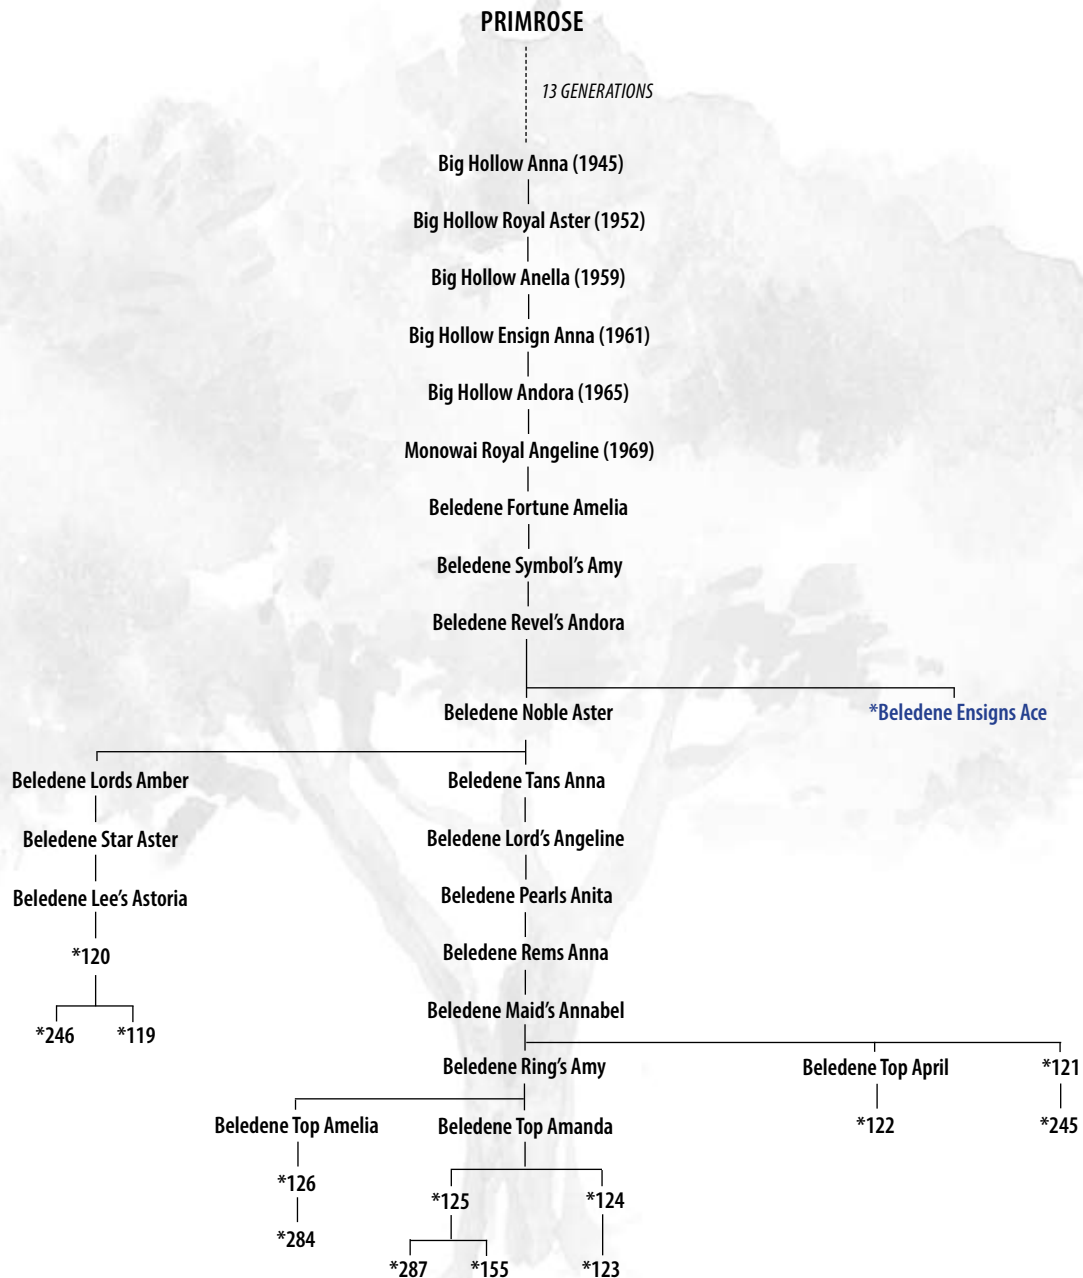 PRIMROSE
13 GENERATIONS
Big Hollow Anna (1945)
Big Hollow Royal Aster (1952)
Big Hollow Anella (1959)
Big Hollow Ensign Anna (1961)
Big Hollow Andora (1965)
Monowai Royal Angeline (1969)
Beledene Fortune Amelia
Beledene Symbol’s Amy
Beledene Revel’s Andora
Beledene Noble Aster
*Beledene Ensigns Ace
Beledene Lords Amber
Beledene Tans Anna
Beledene Star Aster
Beledene Lord’s Angeline
Beledene Lee’s Astoria
Beledene Pearls Anita
*120
Beledene Rems Anna
*246
*119
Beledene Maid’s Annabel
Beledene Ring’s Amy
Beledene Top April
*121
Beledene Top Amelia
Beledene Top Amanda
*122
*245
*126
*125
*124
*284
*287
*155
*123